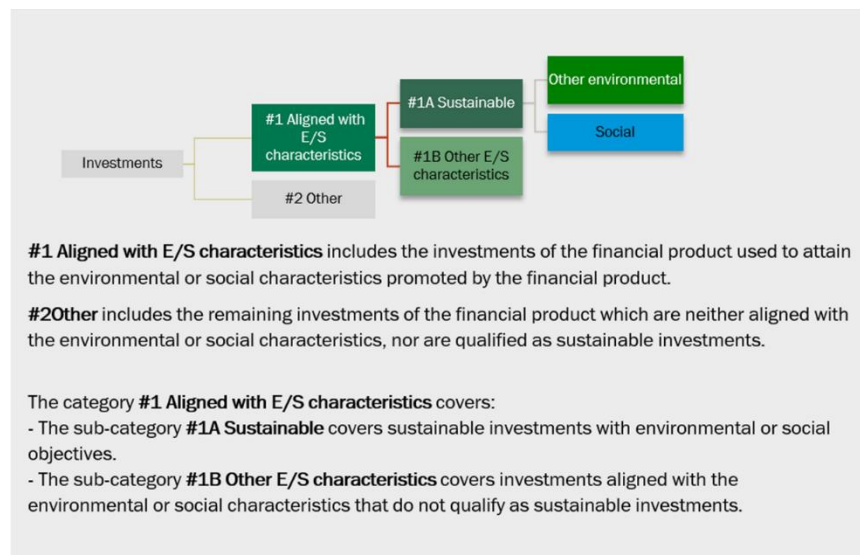 Other environmental
#1A Sustainable
#1 Aligned with
E/S
characteristics
Social
#1B Other E/S
characteristics
Investments
#2 Other
#1 Aligned with E/S characteristics includes the investments of the financial product used to attain
the environmental or social characteristics promoted by the financial product.
#2Other includes the remaining investments of the financial product which are neither aligned with
the environmental or social characteristics, nor are qualified as sustainable investments.
The category #1 Aligned with E/S characteristics covers:
- The sub-category #1A Sustainable covers sustainable investments with environmental or social
objectives.
- The sub-category #1B Other E/S characteristics covers investments aligned with the
environmental or social characteristics that do not qualify as sustainable investments.